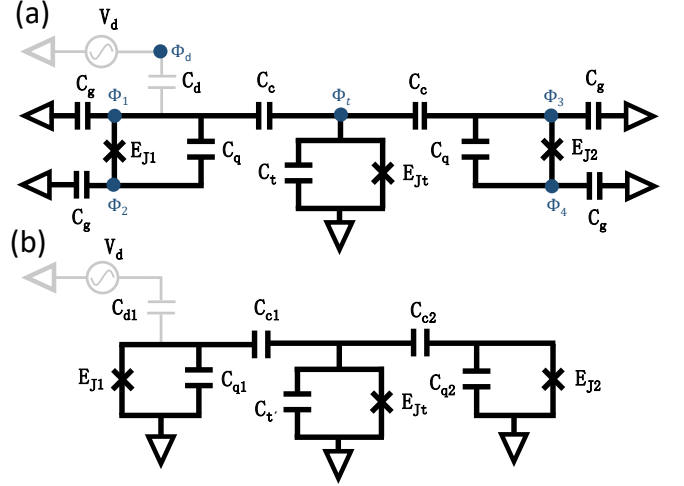 (a)
V_d
Φ_d
C_d
C_g Φ_1 C_c Φ_t C_c Φ_3 C_g
E_J1 C_q C_t E_Jt C_q E_J2
C_g Φ_2 Φ_4 C_g
(b)
V_d
C_d1
C_c1 C_c2
E_J1 C_q1 C_t′ E_Jt C_q2 E_J2